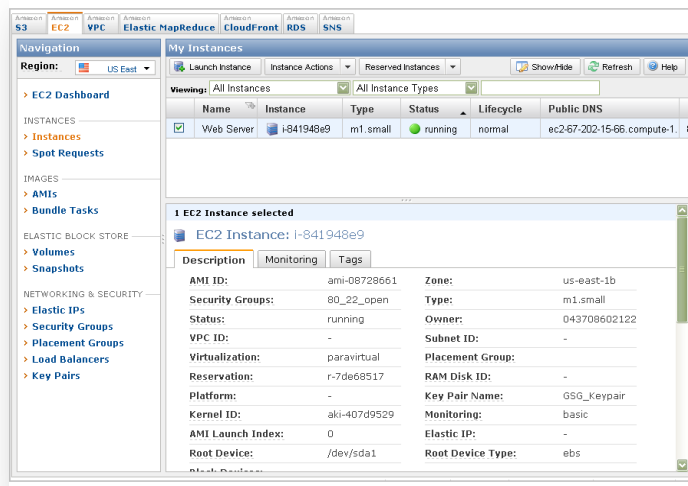 Amazon Amazon Amazon Amazon Amazon Amazon Amazon
S3 EC2 VPC Elastic MapReduce CloudFront RDS SNS
Navigation
Region: US East
EC2 Dashboard
INSTANCES
Instances
Spot Requests
IMAGES
AMIs
Bundle Tasks
ELASTIC BLOCK STORE
Volumes
Snapshots
NETWORKING & SECURITY
Elastic IPs
Security Groups
Placement Groups
Load Balancers
Key Pairs
My Instances
Launch Instance Instance Actions Reserved Instances Show/Hide Refresh Help
Viewing: All Instances All Instance Types
Name Instance Type Status Lifecycle Public DNS
Web Server i-841948e9 m1.small running normal ec2-67-202-15-66.compute-1.
1 EC2 Instance selected
EC2 Instance: i-841948e9
Description Monitoring Tags
AMI ID: ami-08728661 Zone: us-east-1b
Security Groups: 80_22_open Type: m1.small
Status: running Owner: 043708602122
VPC ID: - Subnet ID: -
Virtualization: paravirtual Placement Group:
Reservation: r-7de68517 RAM Disk ID: -
Platform: - Key Pair Name: GSG_Keypair
Kernel ID: aki-407d9529 Monitoring: basic
AMI Launch Index: 0 Elastic IP: -
Root Device: /dev/sda1 Root Device Type: ebs